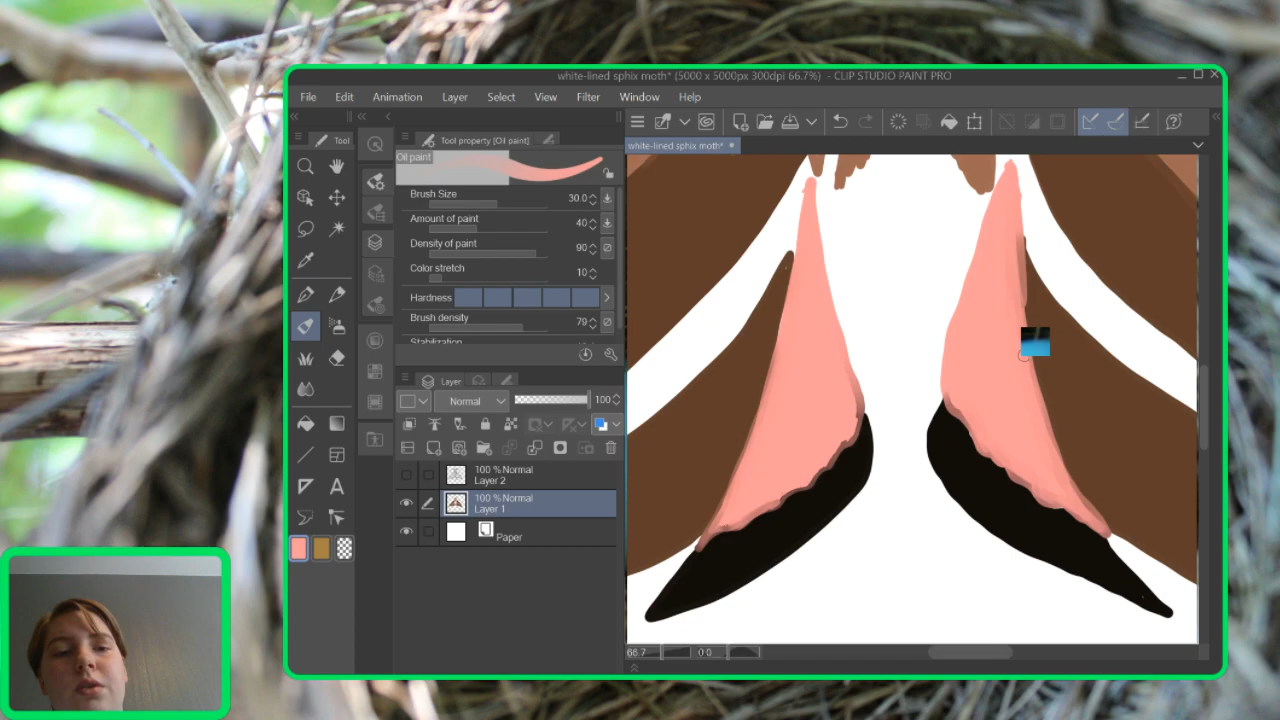 white-lined sphix moth* (5000 x 5000px 300dpi 66.7%) - CLIP STUDIO PAINT PRO
File Edit Animation Layer Select View Filter Window Help
Tool
Tool property [Oil paint]
white-lined sphix moth*
Oil paint
Brush Size 30.0
Amount of paint 40
Density of paint 90
Color stretch 10
Hardness
Brush density 79
Layer
Normal 100
100 % Normal
Layer 2
100 % Normal
Layer 1
Paper
A
66.7 0.0